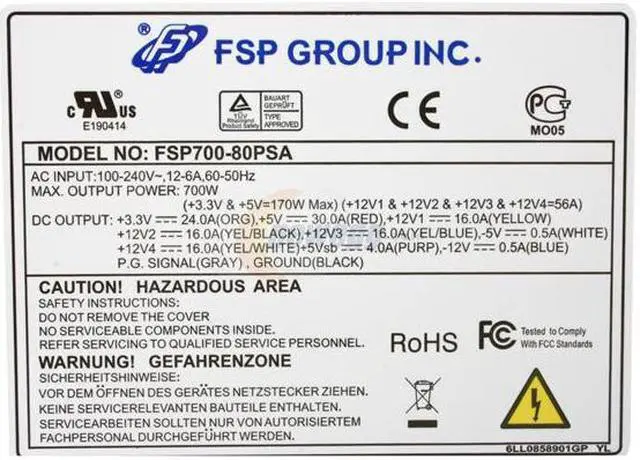 FSP GROUP INC.
® FSP
c RU US
E190414
TÜV Rheinland Product Safety
BAUART GEPRÜFT
TYPE APPROVED
CE
PCT
MO05
MODEL NO: FSP700-80PSA
AC INPUT:100-240V~,12-6A,60-50Hz
MAX. OUTPUT POWER: 700W
(+3.3V & +5V=170W Max) (+12V1 & +12V2 & +12V3 & +12V4=56A)
DC OUTPUT: +3.3V ⎓ 24.0A(ORG),+5V ⎓ 30.0A(RED),+12V1 ⎓ 16.0A(YELLOW)
+12V2 ⎓ 16.0A(YEL/BLACK),+12V3 ⎓ 16.0A(YEL/BLUE),-5V ⎓ 0.5A(WHITE)
+12V4 ⎓ 16.0A(YEL/WHITE)+5Vsb ⎓ 4.0A(PURP),-12V ⎓ 0.5A(BLUE)
P.G. SIGNAL(GRAY) , GROUND(BLACK)
CAUTION! HAZARDOUS AREA
SAFETY INSTRUCTIONS:
DO NOT REMOVE THE COVER
NO SERVICEABLE COMPONENTS INSIDE.
REFER SERVICING TO QUALIFIED SERVICE PERSONNEL.
RoHS
FC Tested to Comply
With FCC Standards
WARNUNG! GEFAHRENZONE
SICHERHEITSHINWEISE:
VOR DEM ÖFFNEN DES GERÄTES NETZSTECKER ZIEHEN
KEINE SERVICERELEVANTEN BAUTEILE ENTHALTEN.
SERVICEARBEITEN SOLLTEN NUR VON AUTORISIERTEM
FACHPERSONAL DURCHGEFÜHRT WERDEN.
6LL0858901GP YL